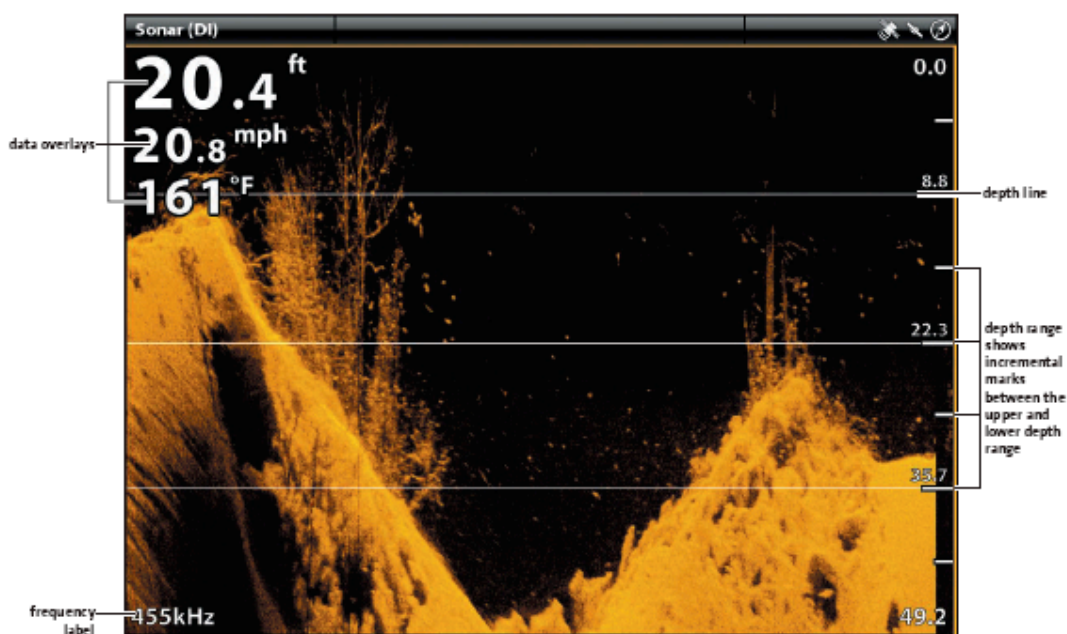 Sonar (DI)
20.4 ft
20.8 mph
161 °F
data overlays
0.0
8.8
depth line
22.3
depth range
shows
incremental
marks
between the
upper and
lower depth
range
35.7
frequency
label
455kHz
49.2